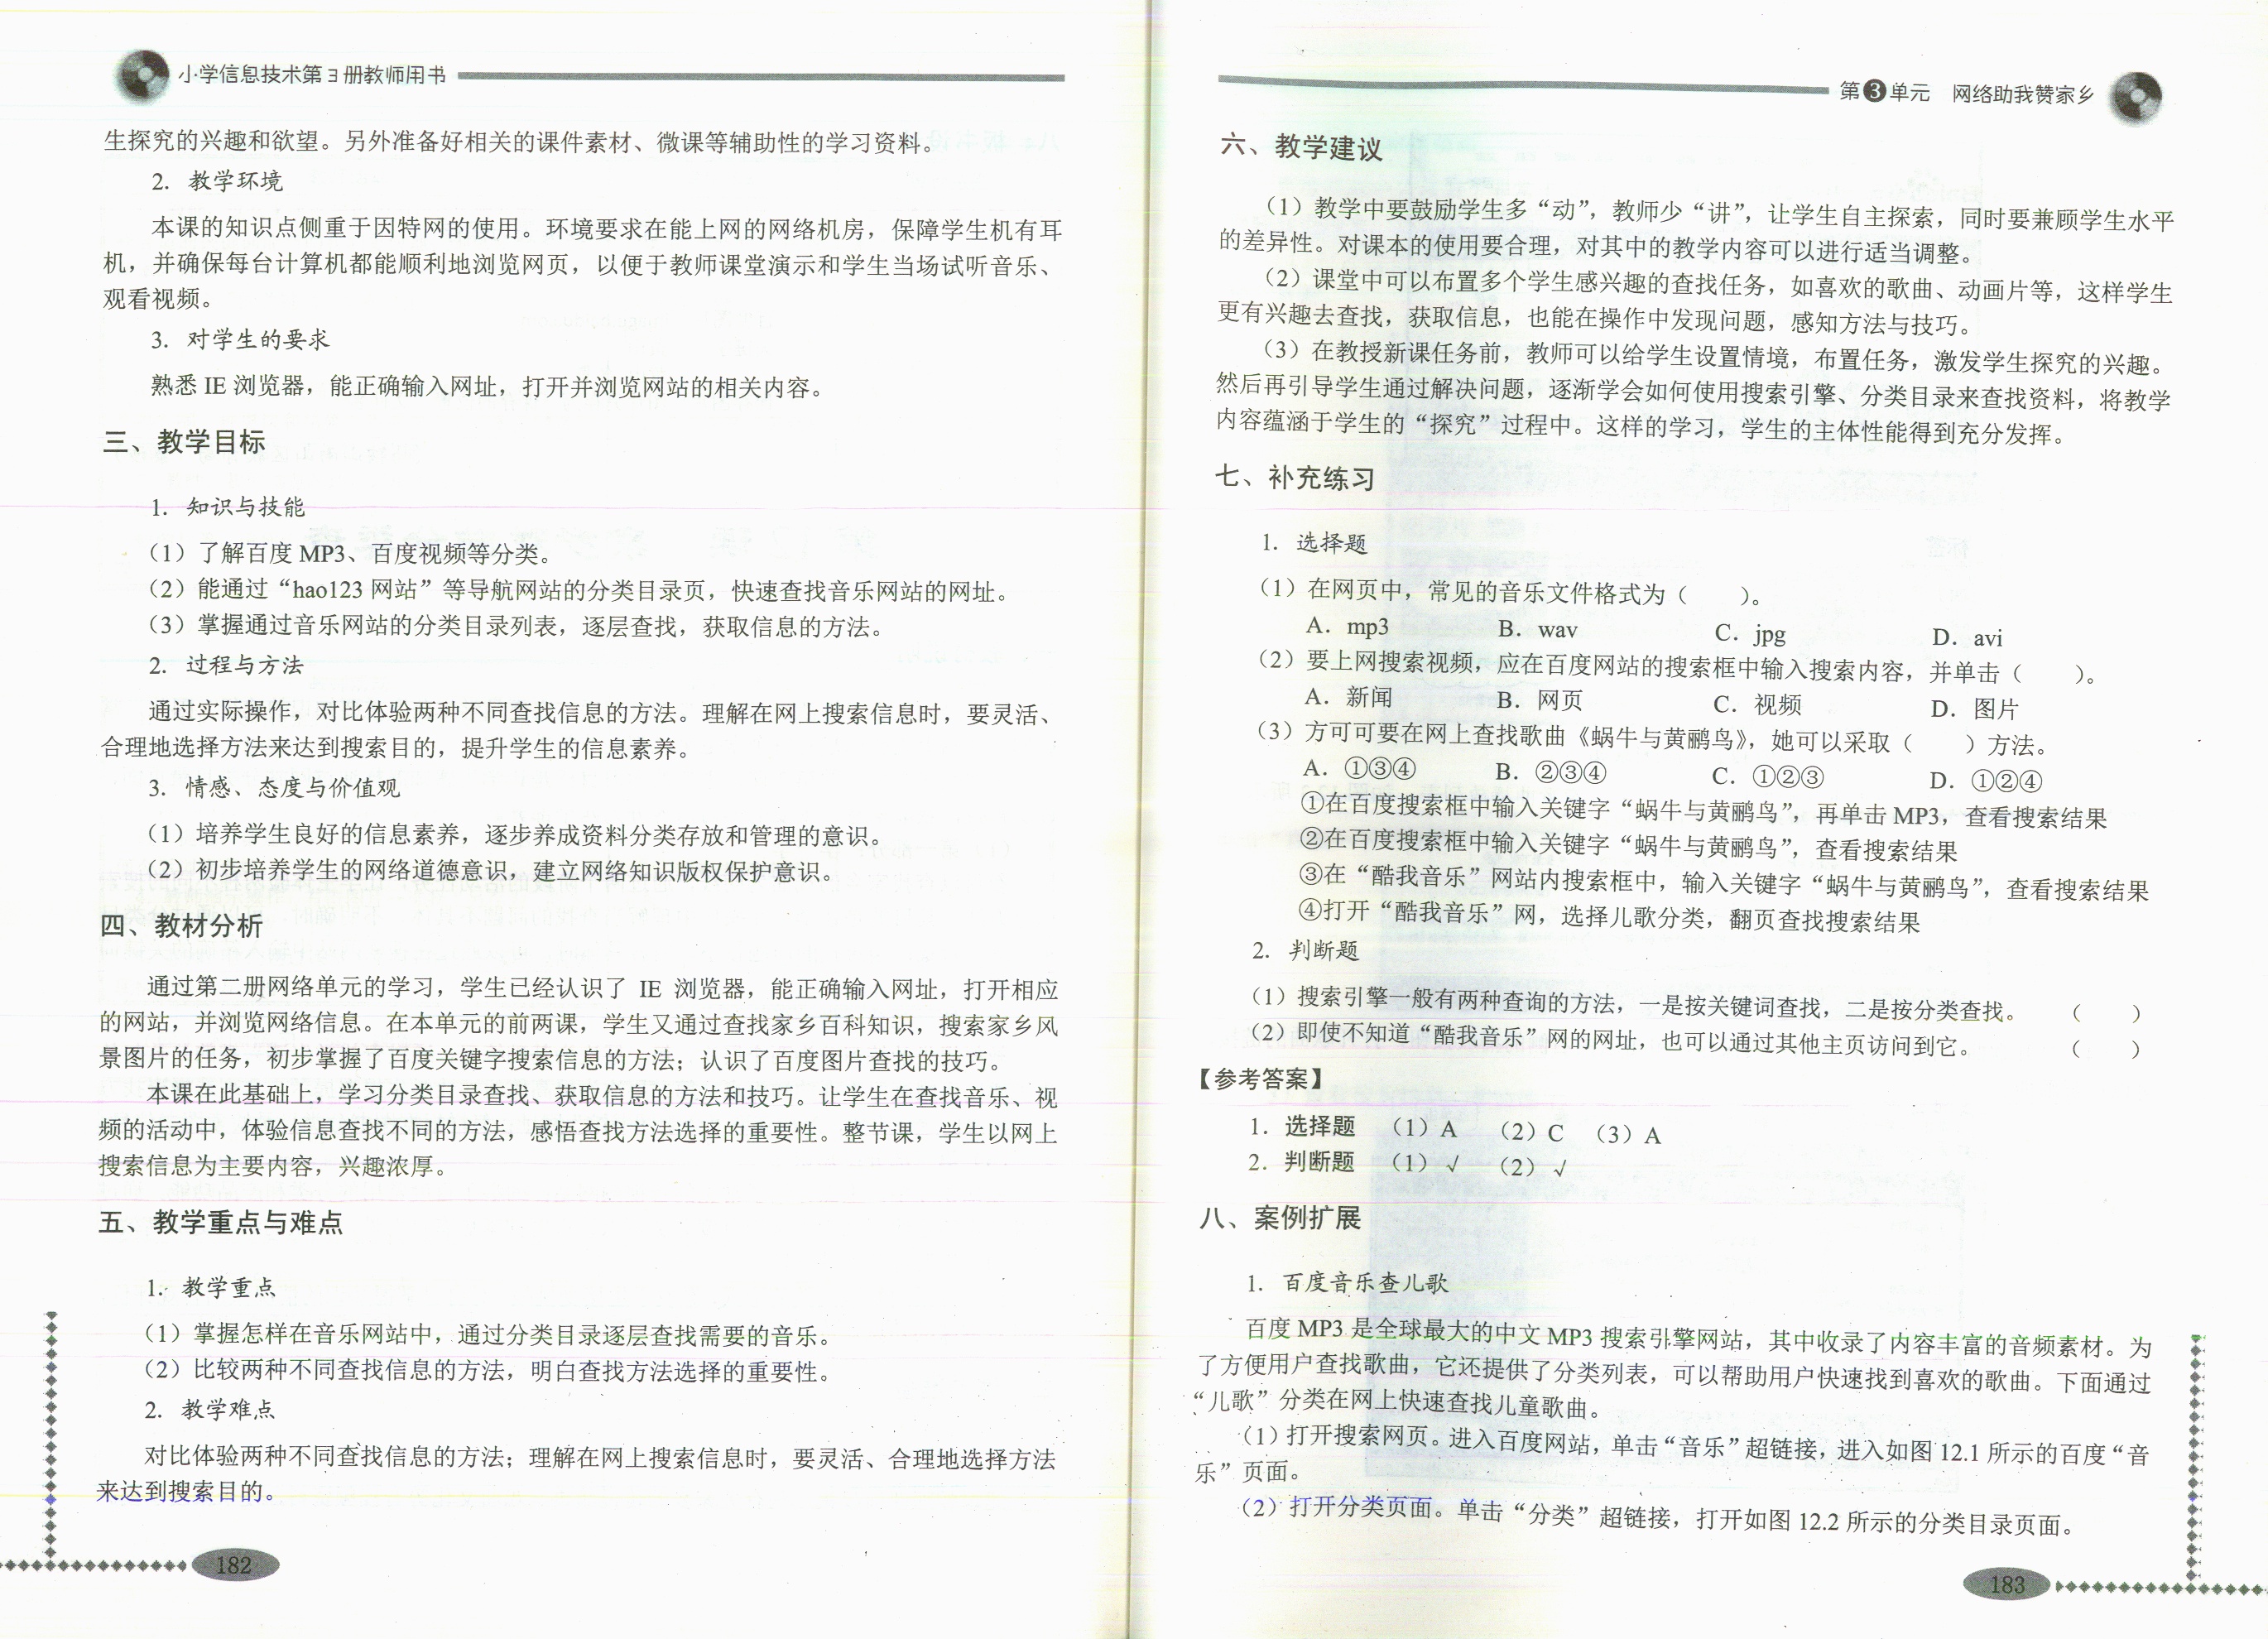 小学信息技术第3册教师用书
生探究的兴趣和欲望。另外准备好相关的课件素材、微课等辅助性的学习资料。
2. 教学环境
本课的知识点侧重于因特网的使用。环境要求在能上网的网络机房，保障学生机有耳
机，并确保每台计算机都能顺利地浏览网页，以便于教师课堂演示和学生当场试听音乐、
观看视频。
3. 对学生的要求
熟悉 IE 浏览器，能正确输入网址，打开并浏览网站的相关内容。
三、教学目标
1. 知识与技能
（1）了解百度 MP3、百度视频等分类。
（2）能通过“hao123 网站”等导航网站的分类目录页，快速查找音乐网站的网址。
（3）掌握通过音乐网站的分类目录列表，逐层查找，获取信息的方法。
2. 过程与方法
通过实际操作，对比体验两种不同查找信息的方法。理解在网上搜索信息时，要灵活、
合理地选择方法来达到搜索目的，提升学生的信息素养。
3. 情感、态度与价值观
（1）培养学生良好的信息素养，逐步养成资料分类存放和管理的意识。
（2）初步培养学生的网络道德意识，建立网络知识版权保护意识。
四、教材分析
通过第二册网络单元的学习，学生已经认识了 IE 浏览器，能正确输入网址，打开相应
的网站，并浏览网络信息。在本单元的前两课，学生又通过查找家乡百科知识，搜索家乡风
景图片的任务，初步掌握了百度关键字搜索信息的方法；认识了百度图片查找的技巧。
本课在此基础上，学习分类目录查找、获取信息的方法和技巧。让学生在查找音乐、视
频的活动中，体验信息查找不同的方法，感悟查找方法选择的重要性。整节课，学生以网上
搜索信息为主要内容，兴趣浓厚。
五、教学重点与难点
1. 教学重点
（1）掌握怎样在音乐网站中，通过分类目录逐层查找需要的音乐。
（2）比较两种不同查找信息的方法，明白查找方法选择的重要性。
2. 教学难点
对比体验两种不同查找信息的方法；理解在网上搜索信息时，要灵活、合理地选择方法
来达到搜索目的。
182
第3单元 网络助我赞家乡
六、教学建议
（1）教学中要鼓励学生多“动”，教师少“讲”，让学生自主探索，同时要兼顾学生水平
的差异性。对课本的使用要合理，对其中的教学内容可以进行适当调整。
（2）课堂中可以布置多个学生感兴趣的查找任务，如喜欢的歌曲、动画片等，这样学生
更有兴趣去查找，获取信息，也能在操作中发现问题，感知方法与技巧。
（3）在教授新课任务前，教师可以给学生设置情境，布置任务，激发学生探究的兴趣。
然后再引导学生通过解决问题，逐渐学会如何使用搜索引擎、分类目录来查找资料，将教学
内容蕴涵于学生的“探究”过程中。这样的学习，学生的主体性能得到充分发挥。
七、补充练习
1. 选择题
（1）在网页中，常见的音乐文件格式为（ ）。
A. mp3 B. wav C. jpg D. avi
（2）要上网搜索视频，应在百度网站的搜索框中输入搜索内容，并单击（ ）。
A. 新闻 B. 网页 C. 视频 D. 图片
（3）方可可要在网上查找歌曲《蜗牛与黄鹂鸟》，她可以采取（ ）方法。
A. ①③④ B. ②③④ C. ①②③ D. ①②④
①在百度搜索框中输入关键字“蜗牛与黄鹂鸟”，再单击 MP3，查看搜索结果
②在百度搜索框中输入关键字“蜗牛与黄鹂鸟”，查看搜索结果
③在“酷我音乐”网站内搜索框中，输入关键字“蜗牛与黄鹂鸟”，查看搜索结果
④打开“酷我音乐”网，选择儿歌分类，翻页查找搜索结果
2. 判断题
（1）搜索引擎一般有两种查询的方法，一是按关键词查找，二是按分类查找。 （ ）
（2）即使不知道“酷我音乐”网的网址，也可以通过其他主页访问到它。 （ ）
【参考答案】
1. 选择题 （1）A （2）C （3）A
2. 判断题 （1）√ （2）√
八、案例扩展
1. 百度音乐查儿歌
百度 MP3 是全球最大的中文 MP3 搜索引擎网站，其中收录了内容丰富的音频素材。为
了方便用户查找歌曲，它还提供了分类列表，可以帮助用户快速找到喜欢的歌曲。下面通过
“儿歌”分类在网上快速查找儿童歌曲。
（1）打开搜索网页。进入百度网站，单击“音乐”超链接，进入如图 12.1 所示的百度“音
乐”页面。
（2）打开分类页面。单击“分类”超链接，打开如图 12.2 所示的分类目录页面。
183